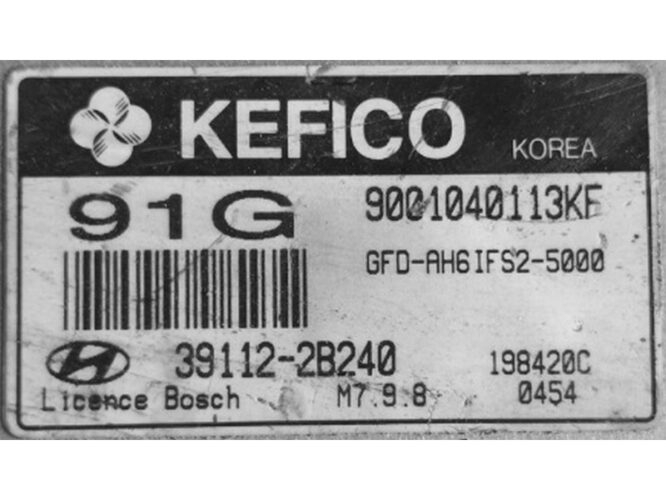 KEFICO KOREA
91G 9001040113KF
GFD-AH6IFS2-5000
39112-2B240 198420C
Licence Bosch M7.9.8 0454